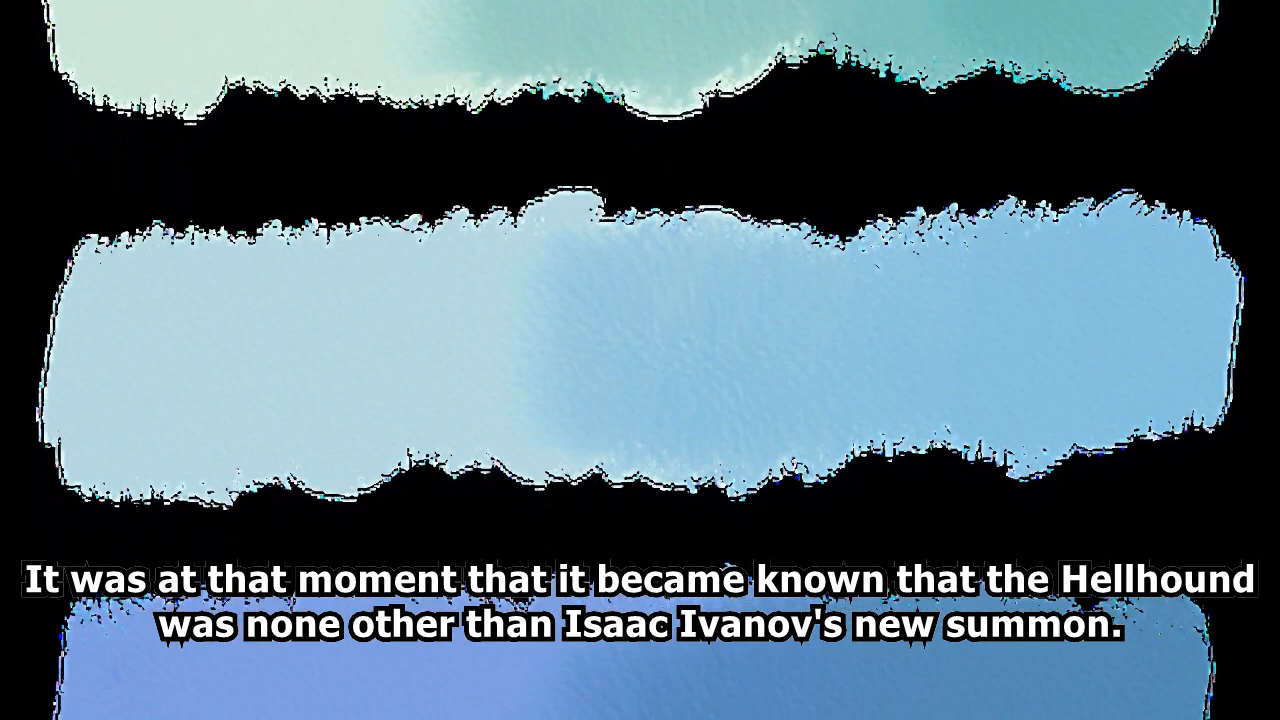 It was at that moment that it became known that the Hellhound
was none other than Isaac Ivanov's new summon.